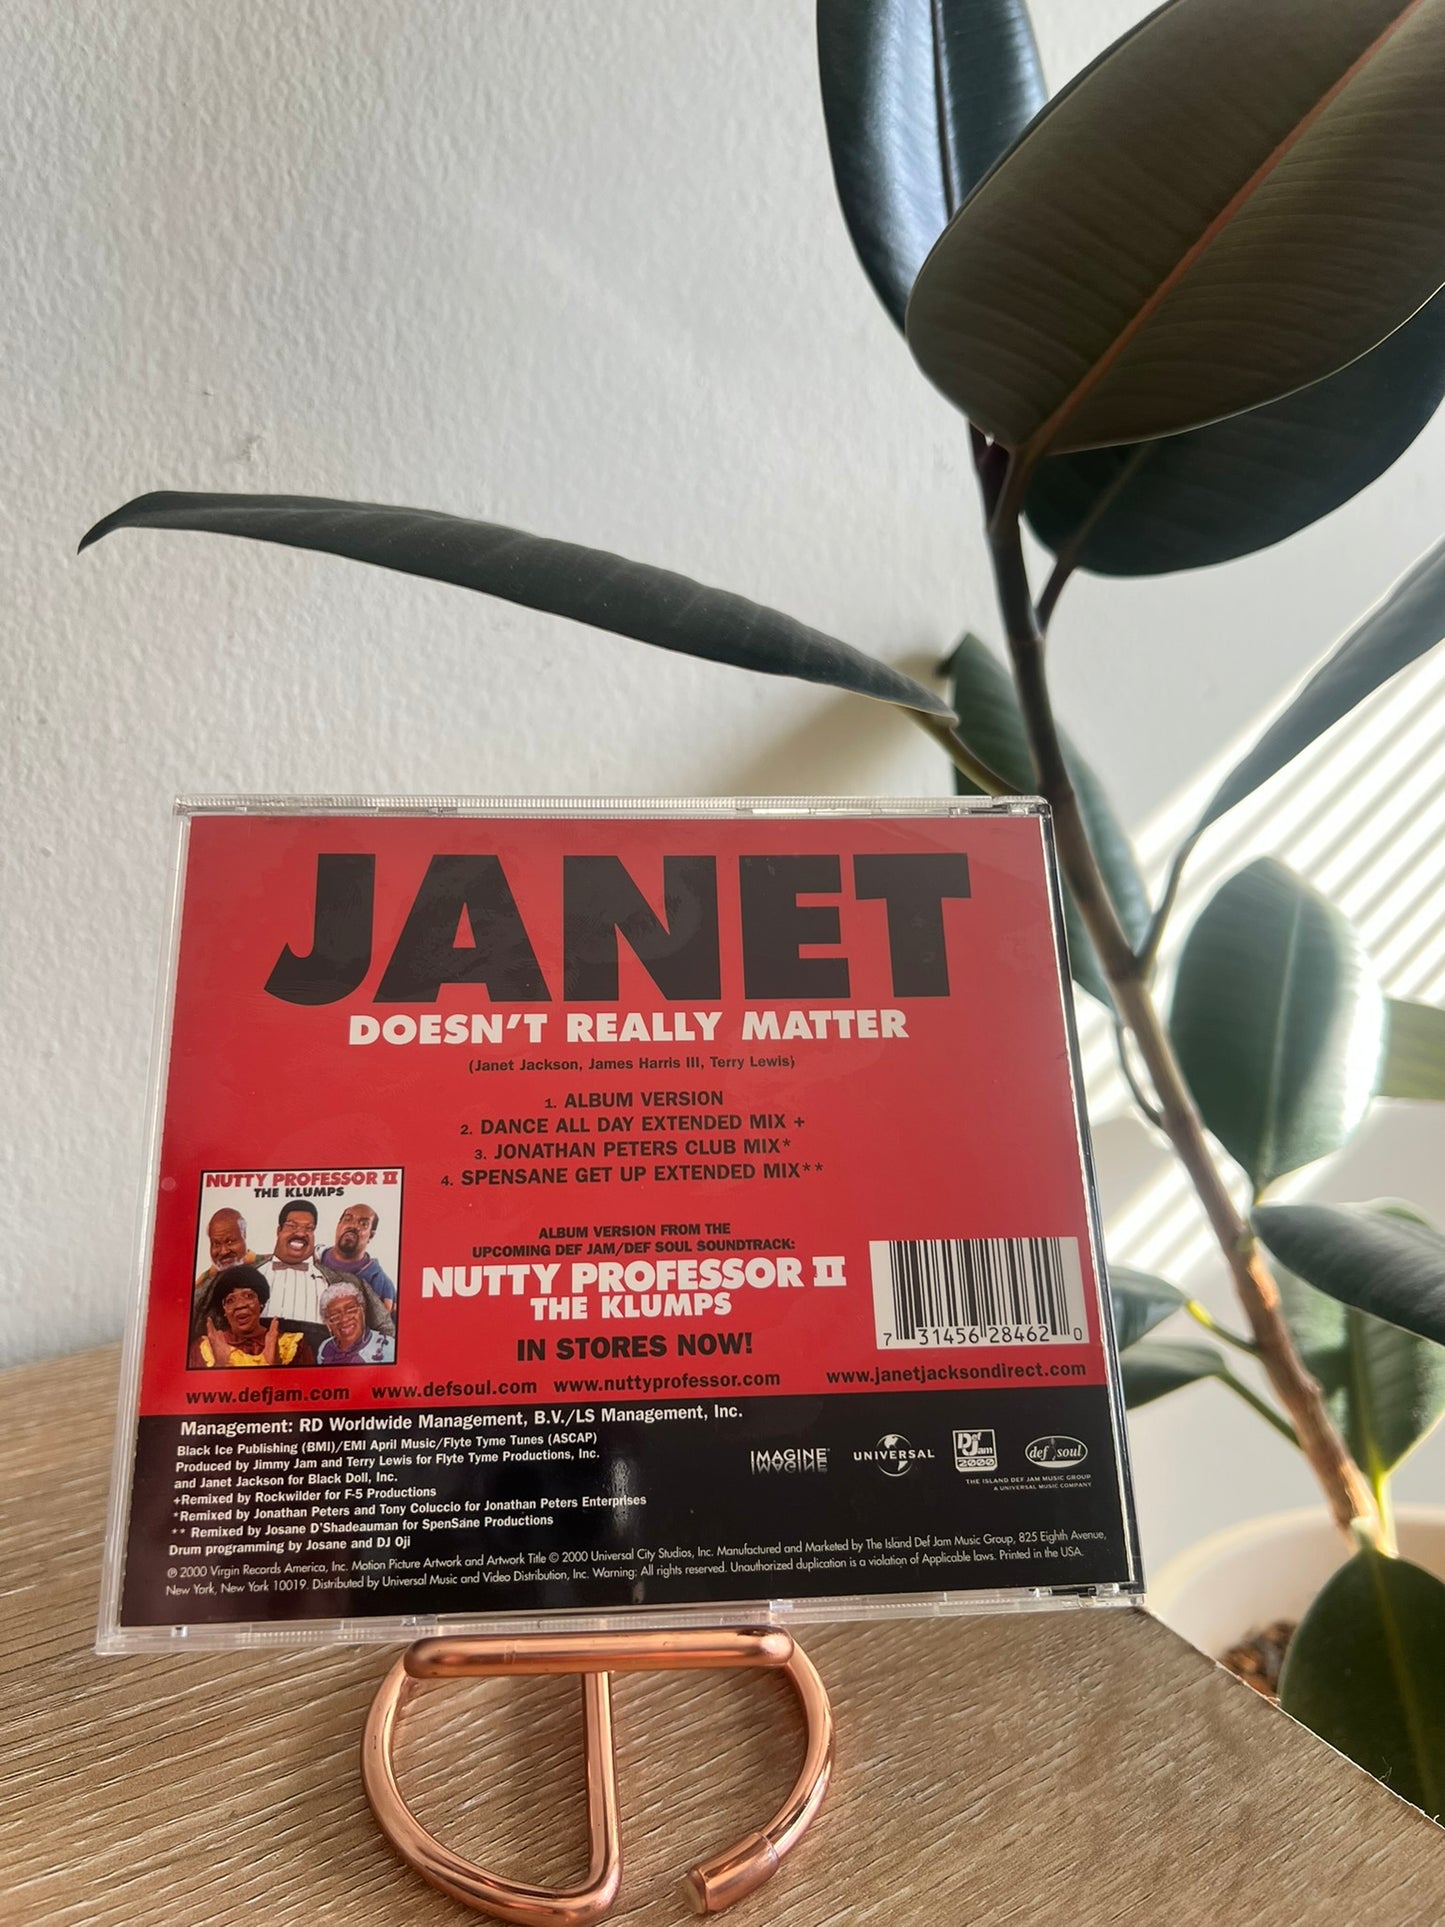 JANET
DOESN'T REALLY MATTER
(Janet Jackson, James Harris III, Terry Lewis)
1. ALBUM VERSION
2. DANCE ALL DAY EXTENDED MIX +
3. JONATHAN PETERS CLUB MIX*
4. SPENSANE GET UP EXTENDED MIX**
NUTTY PROFESSOR II
THE KLUMPS
ALBUM VERSION FROM THE
UPCOMING DEF JAM/DEF SOUL SOUNDTRACK:
NUTTY PROFESSOR II
THE KLUMPS
IN STORES NOW!
7 31456 28462 0
www.defjam.com www.defsoul.com www.nuttyprofessor.com www.janetjacksondirect.com
Management: RD Worldwide Management, B.V./LS Management, Inc.
Black Ice Publishing (BMI)/EMI April Music/Flyte Tyme Tunes (ASCAP)
Produced by Jimmy Jam and Terry Lewis for Flyte Tyme Productions, Inc.
and Janet Jackson for Black Doll, Inc.
+Remixed by Rockwilder for F-5 Productions
*Remixed by Jonathan Peters and Tony Coluccio for Jonathan Peters Enterprises
** Remixed by Josane D'Shadeauman for SpenSane Productions
Drum programming by Josane and DJ Oji
IMAGINE
UNIVERSAL
Def Jam
2000
def soul
THE ISLAND DEF JAM MUSIC GROUP
A UNIVERSAL MUSIC COMPANY
℗ 2000 Virgin Records America, Inc. Motion Picture Artwork and Artwork Title © 2000 Universal City Studios, Inc. Manufactured and Marketed by The Island Def Jam Music Group, 825 Eighth Avenue,
New York, New York 10019. Distributed by Universal Music and Video Distribution, Inc. Warning: All rights reserved. Unauthorized duplication is a violation of Applicable laws. Printed in the USA.